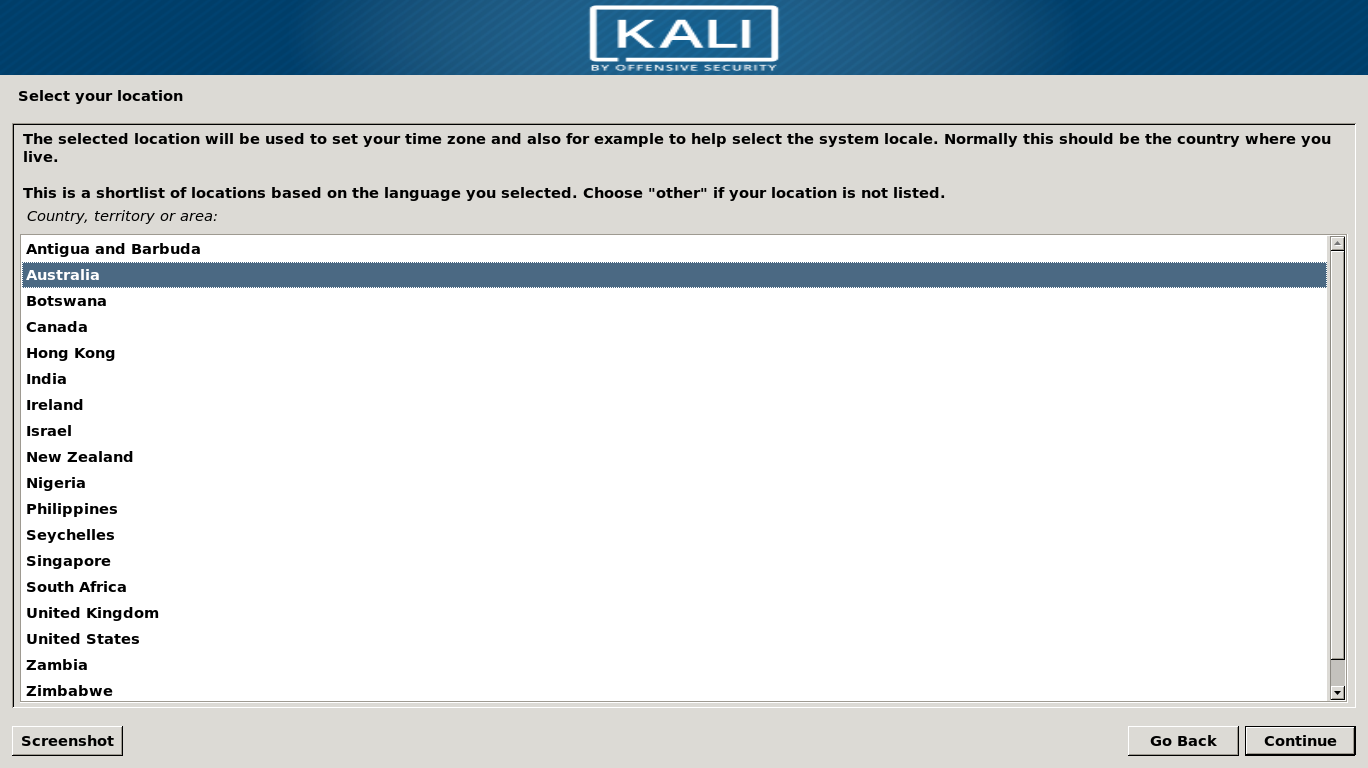 KALI
BY OFFENSIVE SECURITY
Select your location
The selected location will be used to set your time zone and also for example to help select the system locale. Normally this should be the country where you
live.
This is a shortlist of locations based on the language you selected. Choose "other" if your location is not listed.
Country, territory or area:
Antigua and Barbuda
Australia
Botswana
Canada
Hong Kong
India
Ireland
Israel
New Zealand
Nigeria
Philippines
Seychelles
Singapore
South Africa
United Kingdom
United States
Zambia
Zimbabwe
Screenshot
Go Back
Continue